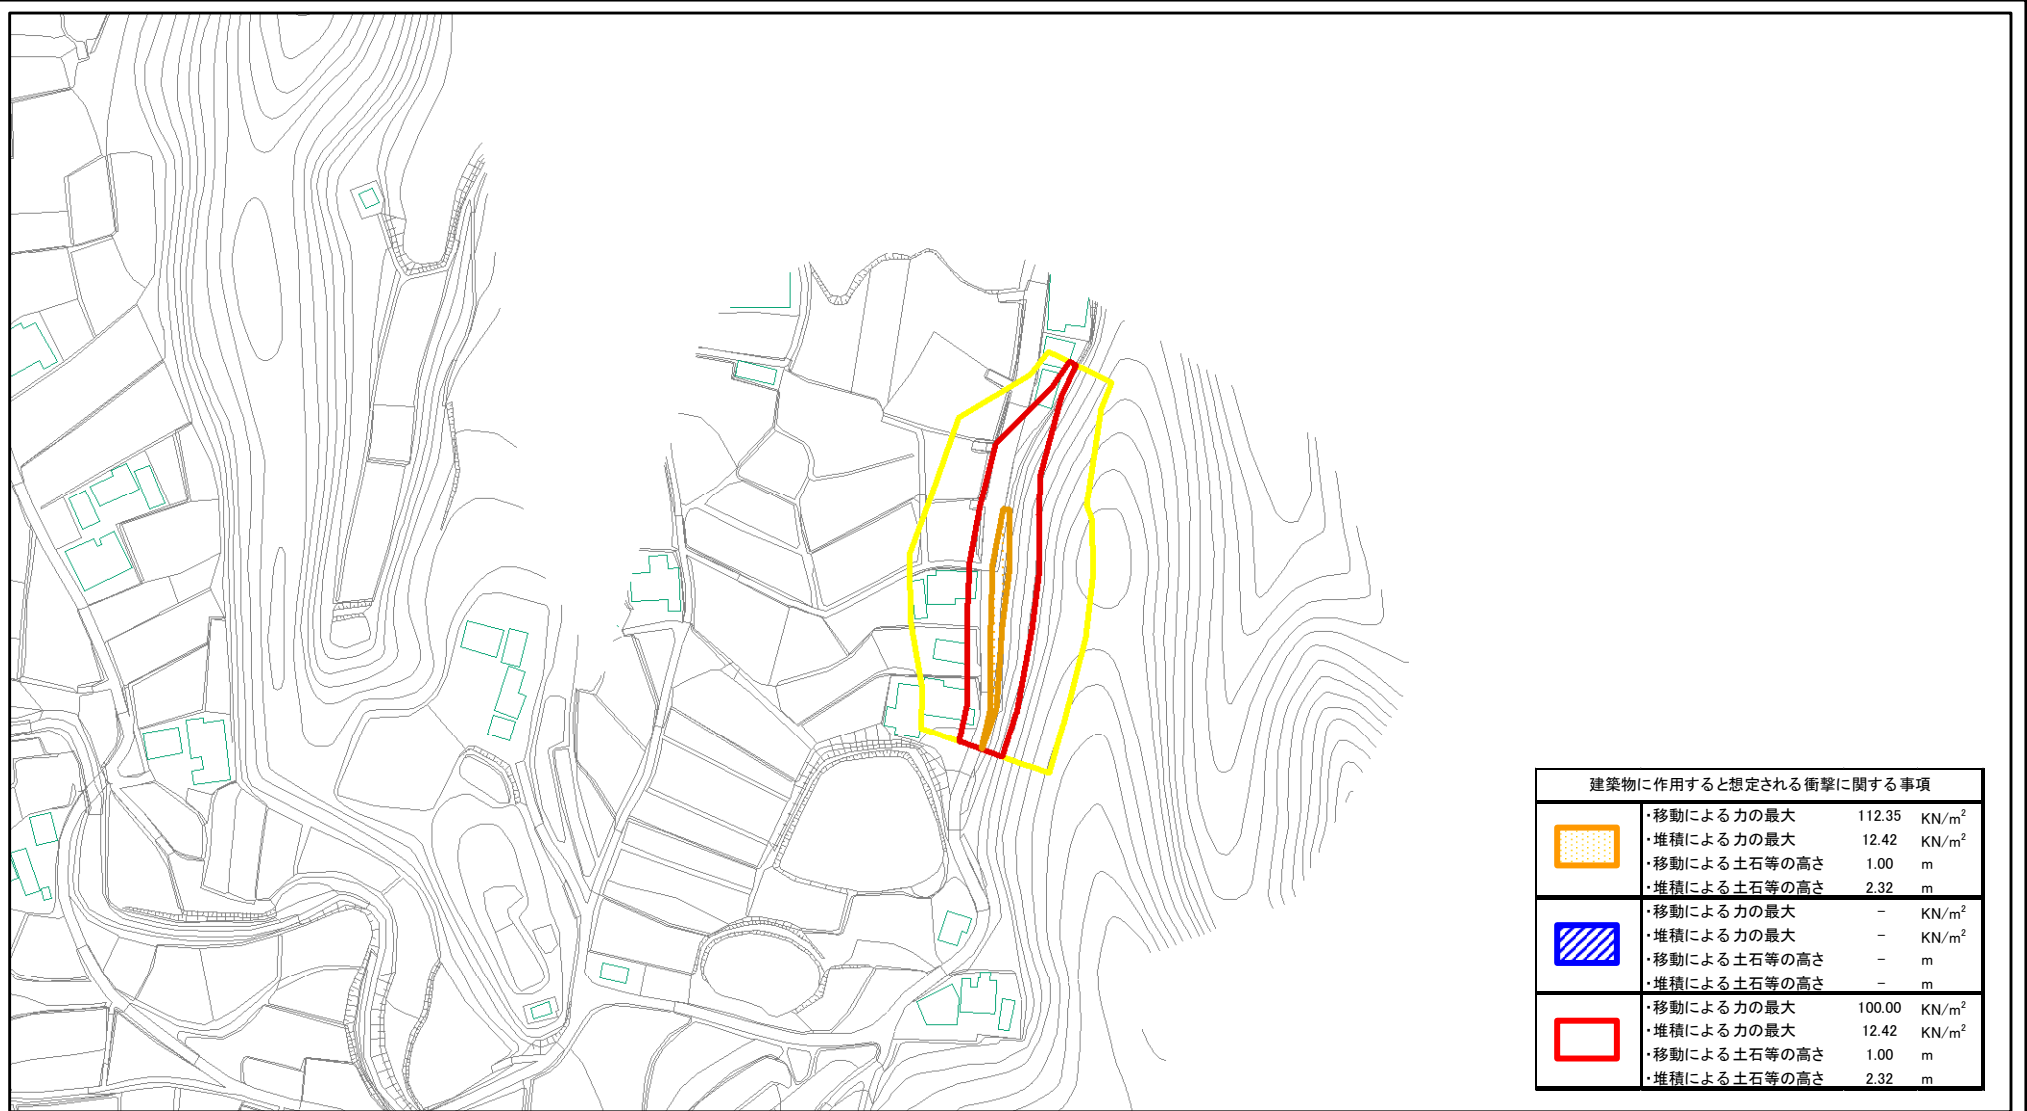 建築物に作用すると想定される衝撃に関する事項
・移動による力の最大 112.35 KN/m²
・堆積による力の最大 12.42 KN/m²
・移動による土石等の高さ 1.00 m
・堆積による土石等の高さ 2.32 m
・移動による力の最大 － KN/m²
・堆積による力の最大 － KN/m²
・移動による土石等の高さ － m
・堆積による土石等の高さ － m
・移動による力の最大 100.00 KN/m²
・堆積による力の最大 12.42 KN/m²
・移動による土石等の高さ 1.00 m
・堆積による土石等の高さ 2.32 m